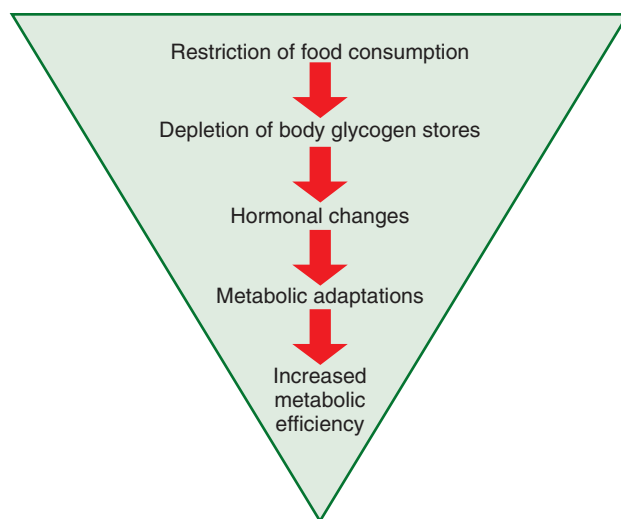 Restriction of food consumption
Depletion of body glycogen stores
Hormonal changes
Metabolic adaptations
Increased
metabolic
efficiency